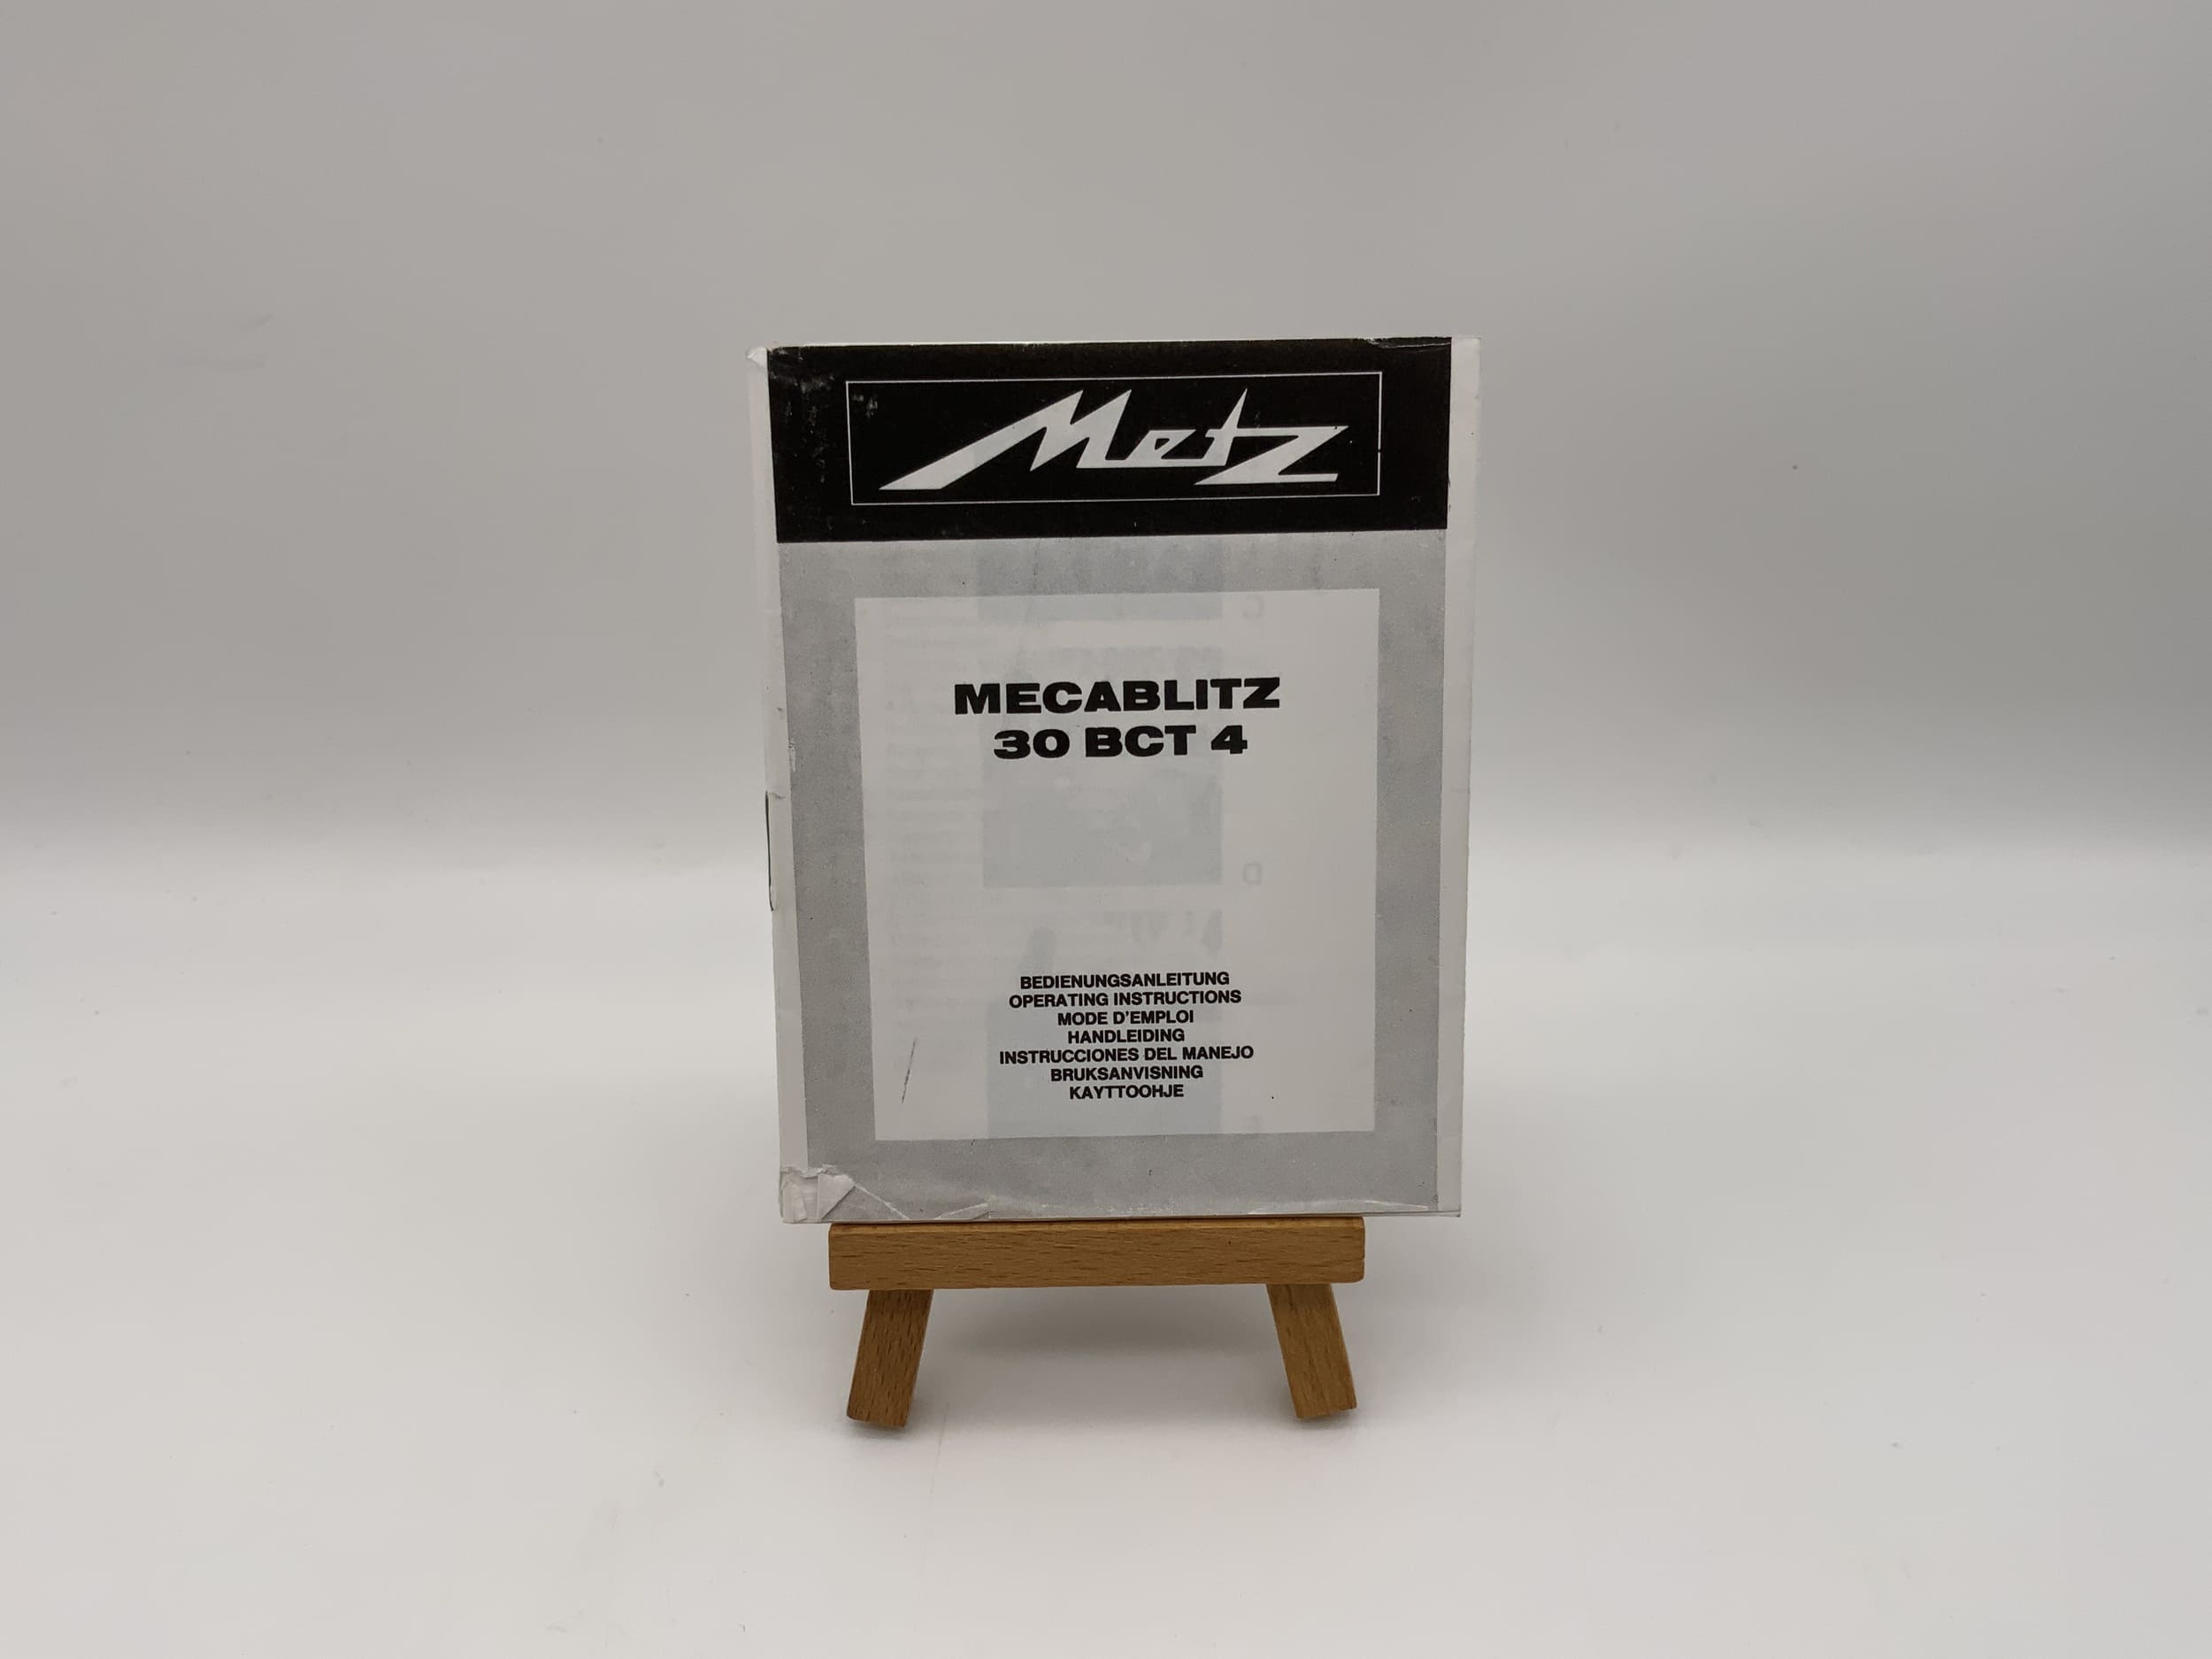 Metz
MECABLITZ
30 BCT 4
BEDIENUNGSANLEITUNG
OPERATING INSTRUCTIONS
MODE D'EMPLOI
HANDLEIDING
INSTRUCCIONES DEL MANEJO
BRUKSANVISNING
KAYTTOOHJE